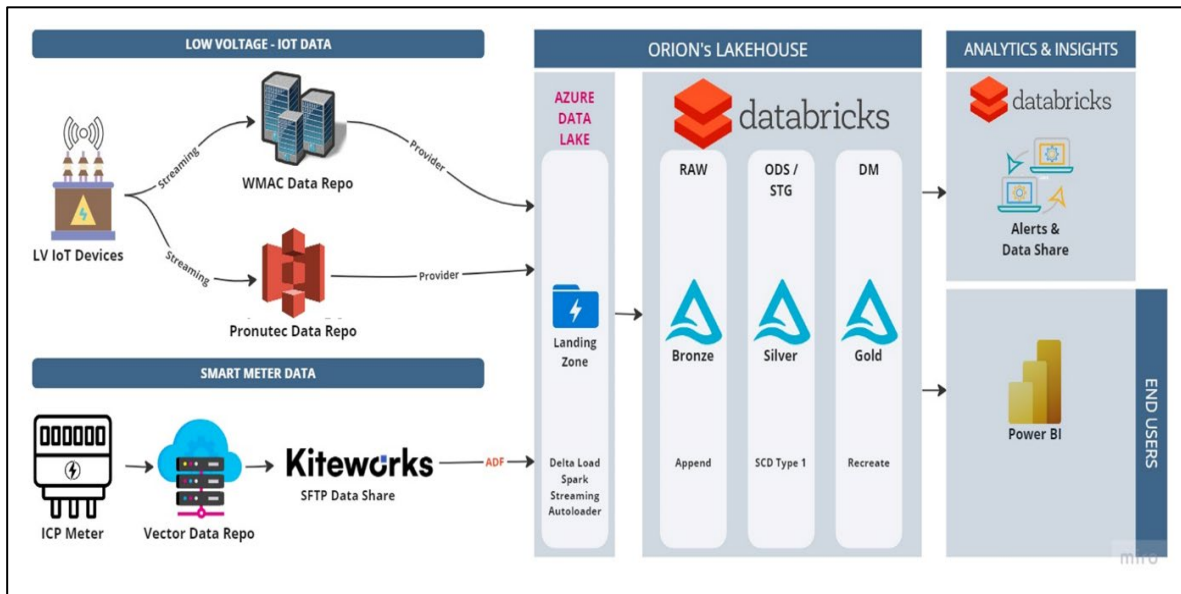 LOW VOLTAGE - IOT DATA
LV IoT Devices
Streaming
Streaming
WMAC Data Repo
Pronutec Data Repo
Provider
Provider
SMART METER DATA
ICP Meter
Vector Data Repo
Kiteworks
SFTP Data Share
ADF
ORION's LAKEHOUSE
AZURE
DATA
LAKE
Landing
Zone
Delta Load
Spark
Streaming
Autoloader
databricks
RAW
Bronze
Append
ODS /
STG
Silver
SCD Type 1
DM
Gold
Recreate
ANALYTICS & INSIGHTS
databricks
Alerts &
Data Share
Power BI
END USERS
miro